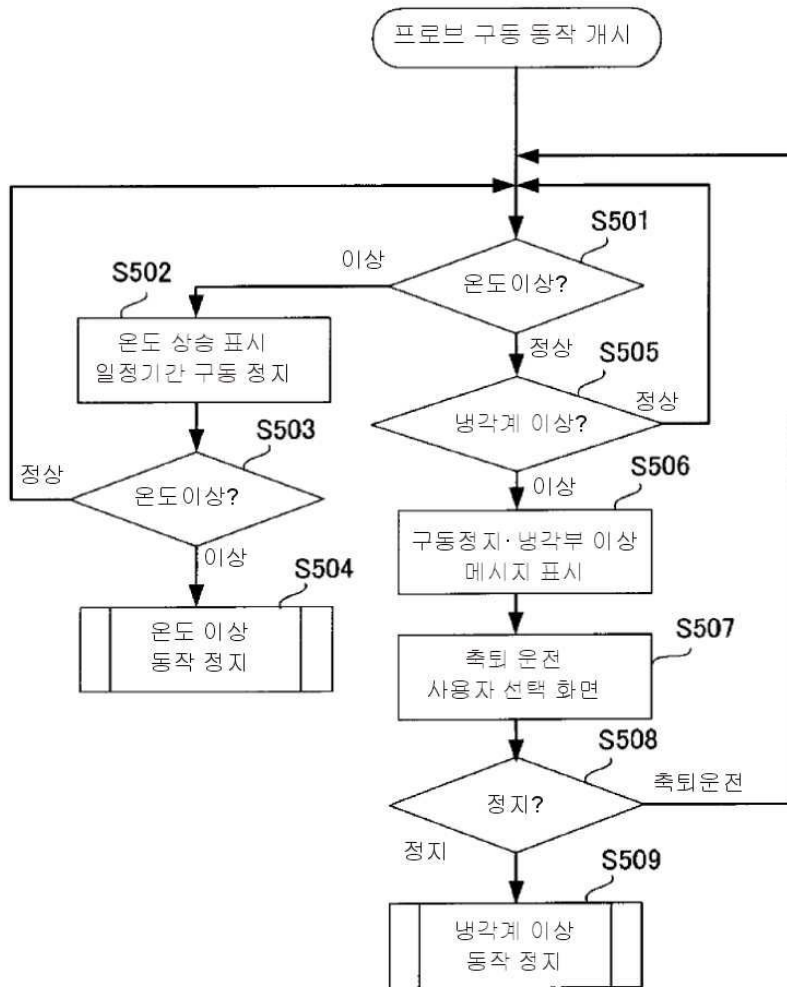 프로브 구동 동작 개시
S501
이상
온도이상?
S502
온도 상승 표시
일정기간 구동 정지
정상
S505
정상
냉각계 이상?
S503
정상
온도이상?
이상
S506
이상
구동정지·냉각부 이상
메시지 표시
S504
온도 이상
동작 정지
S507
축퇴 운전
사용자 선택 화면
S508
축퇴운전
정지?
정지
S509
냉각계 이상
동작 정지